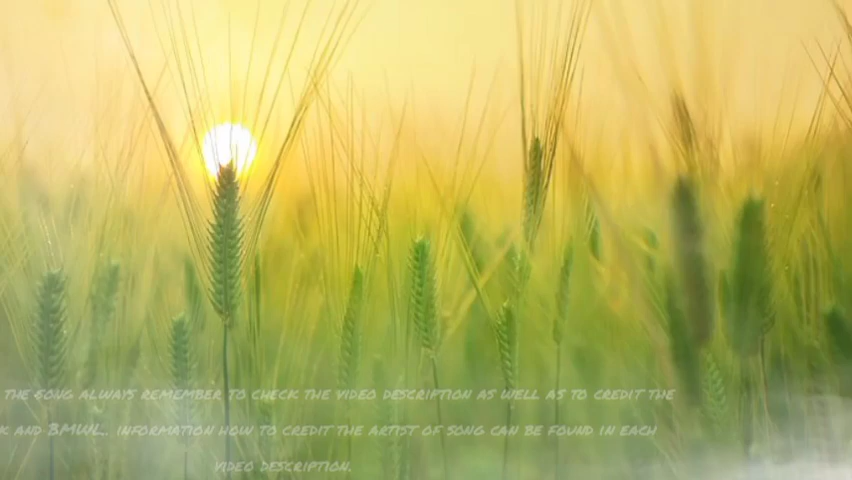 THE SONG ALWAYS REMEMBER TO CHECK THE VIDEO DESCRIPTION AS WELL AS TO CREDIT THE
K AND BMWL. INFORMATION HOW TO CREDIT THE ARTIST OF SONG CAN BE FOUND IN EACH
VIDEO DESCRIPTION.